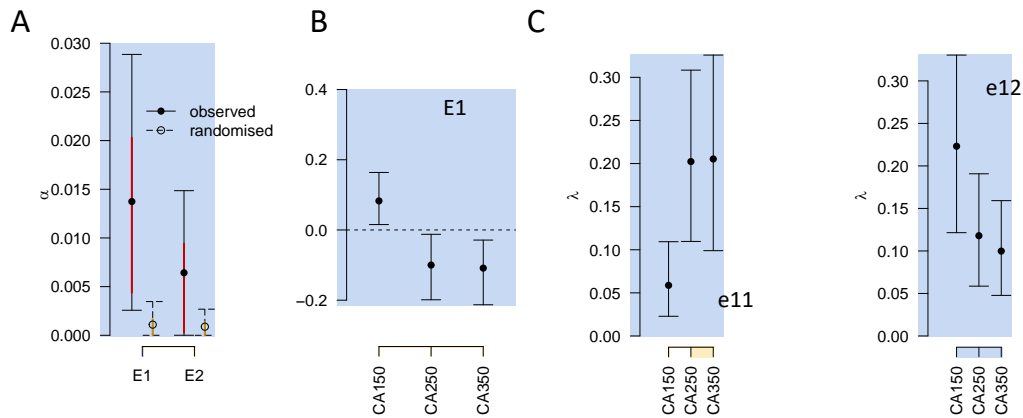 A
0.030
0.025
0.020
0.015
0.010
0.005
0.000
α
observed
randomised
E1
E2
B
0.4
0.2
0.0
−0.2
E1
CA150
CA250
CA350
C
0.30
0.25
0.20
0.15
0.10
0.05
0.00
λ
e11
CA150
CA250
CA350
0.30
0.25
0.20
0.15
0.10
0.05
0.00
λ
e12
CA150
CA250
CA350